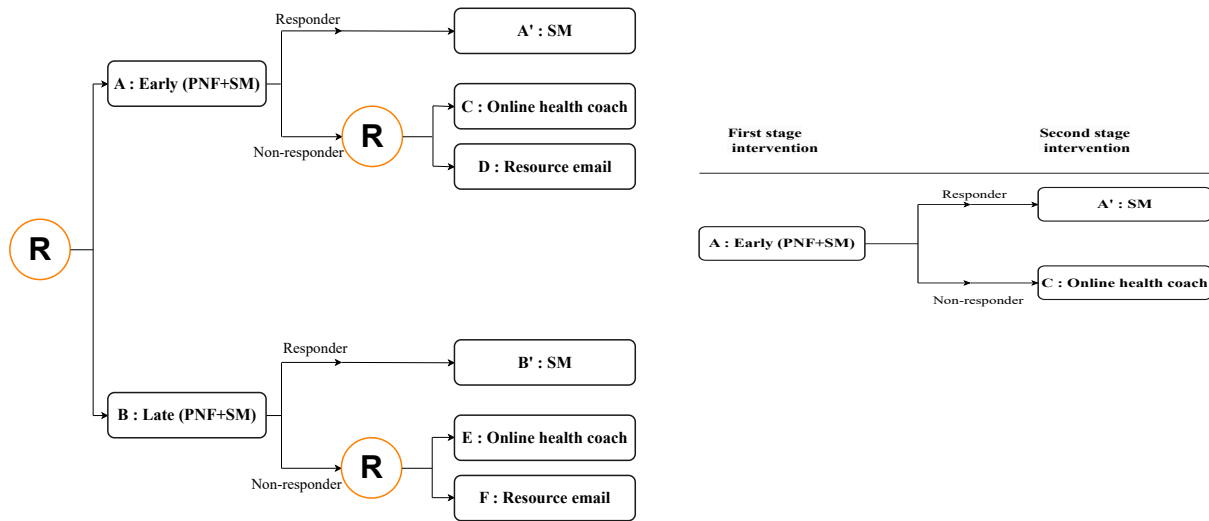 Responder
A' : SM
A : Early (PNF+SM)
C : Online health coach
R
Non-responder
D : Resource email
R
Responder
B' : SM
B : Late (PNF+SM)
E : Online health coach
R
Non-responder
F : Resource email
First stage
intervention
Second stage
intervention
Responder
A' : SM
A : Early (PNF+SM)
C : Online health coach
Non-responder